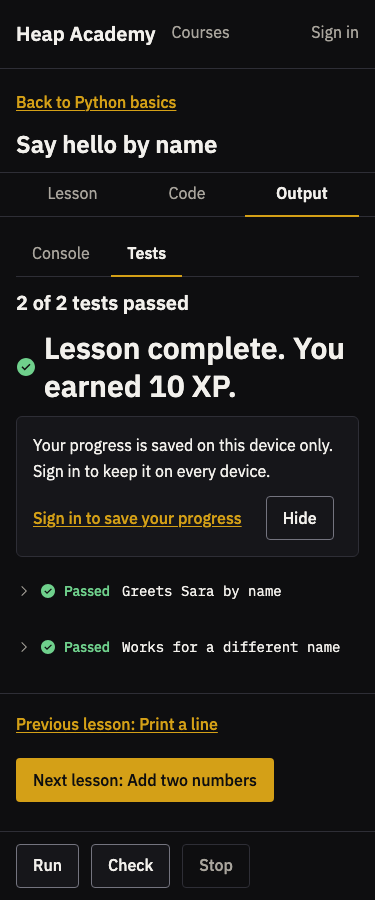 Heap Academy Courses Sign in
Back to Python basics
Say hello by name
Lesson Code Output
Console Tests
2 of 2 tests passed
Lesson complete. You
earned 10 XP.
Your progress is saved on this device only.
Sign in to keep it on every device.
Sign in to save your progress Hide
Passed Greets Sara by name
Passed Works for a different name
Previous lesson: Print a line
Next lesson: Add two numbers
Run Check Stop